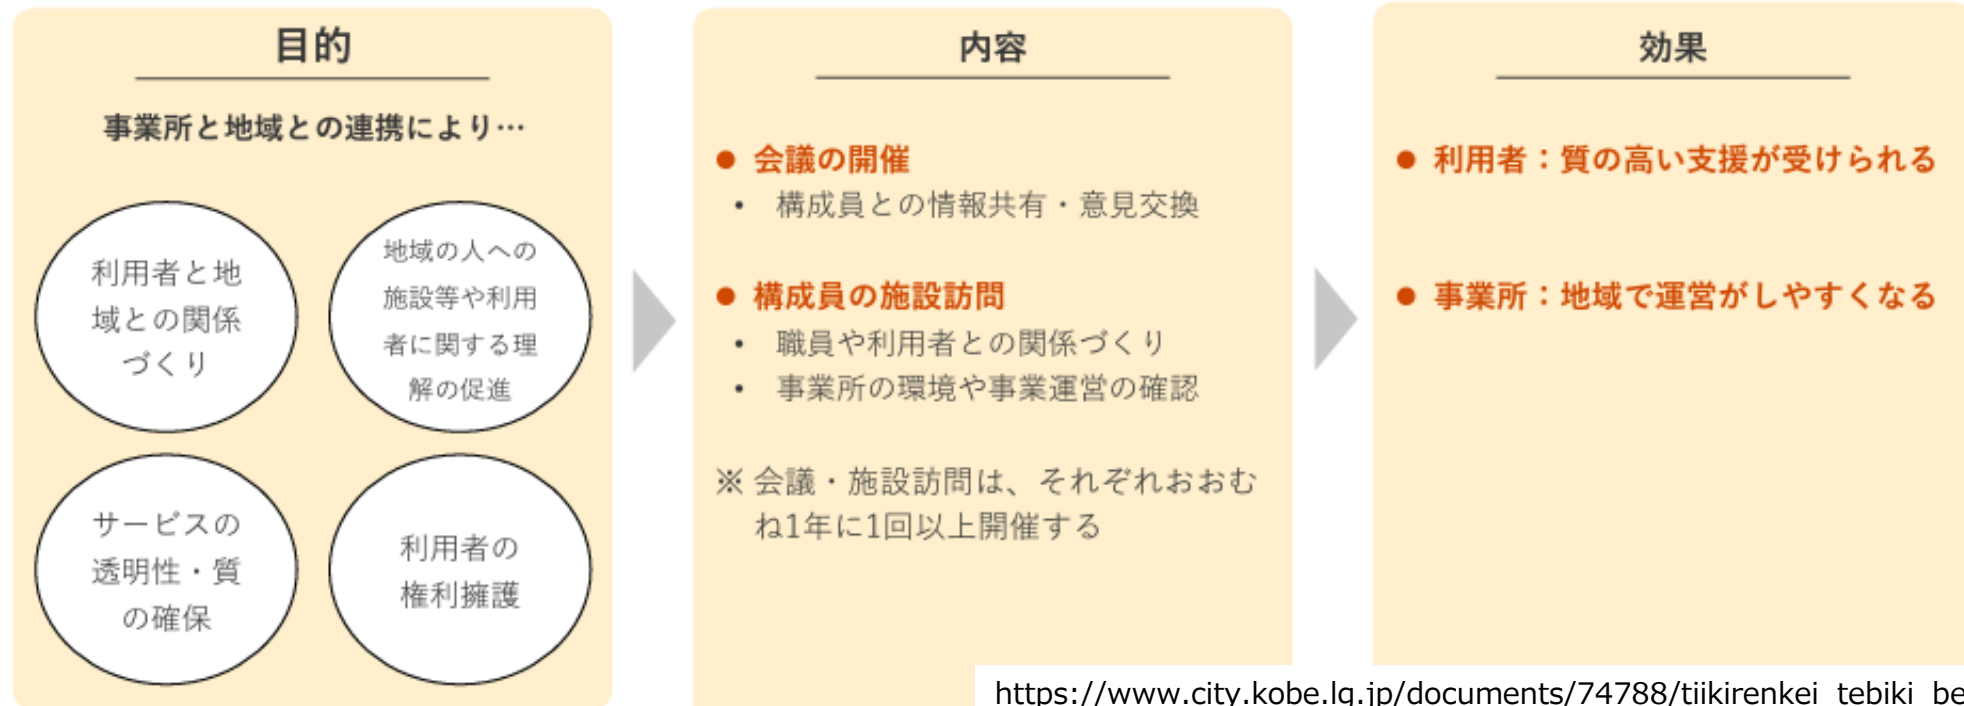 目的
事業所と地域との連携により…
利用者と地
域との関係
づくり
地域の人への
施設等や利用
者に関する理
解の促進
サービスの
透明性・質
の確保
利用者の
権利擁護
内容
● 会議の開催
• 構成員との情報共有・意見交換
● 構成員の施設訪問
• 職員や利用者との関係づくり
• 事業所の環境や事業運営の確認
※ 会議・施設訪問は、それぞれおおむ
ね1年に1回以上開催する
効果
● 利用者：質の高い支援が受けられる
● 事業所：地域で運営がしやすくなる
https://www.city.kobe.lg.jp/documents/74788/tiikirenkei_tebiki_be